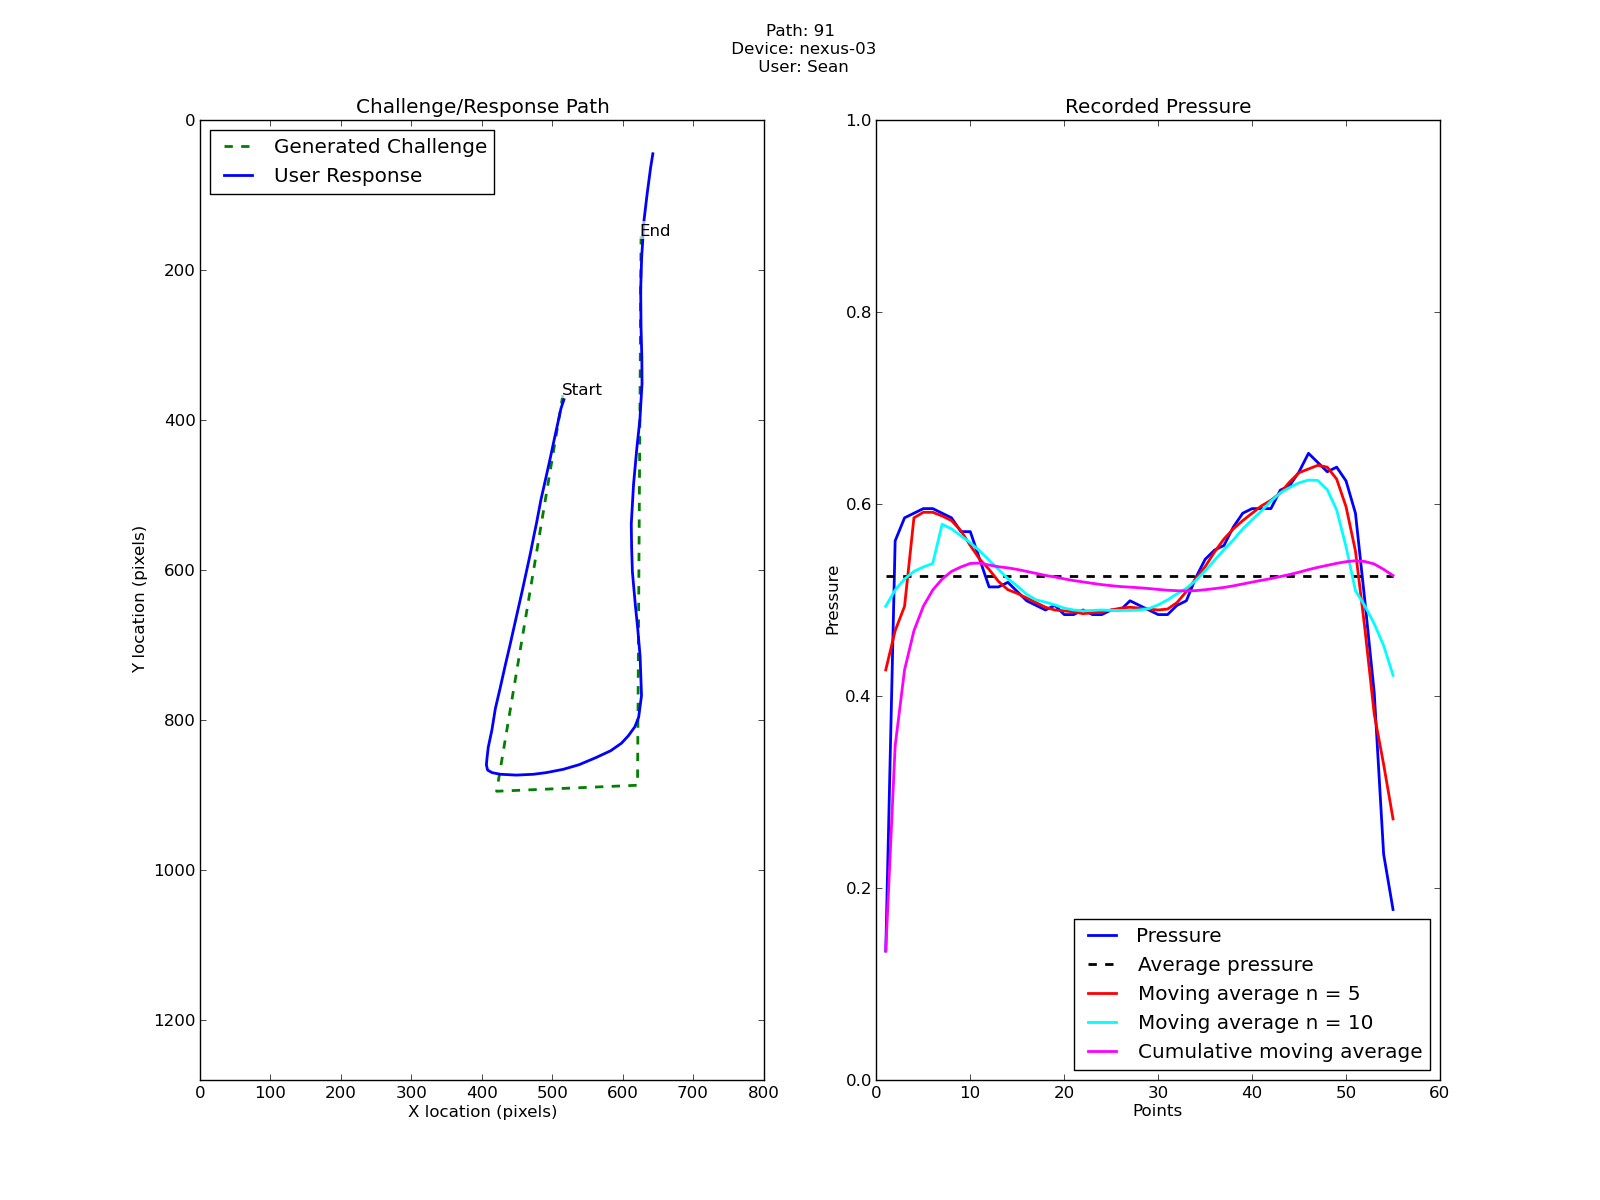 Path: 91
Device: nexus-03
User: Sean
Challenge/Response Path
Generated Challenge
User Response
End
Start
0
200
400
600
800
1000
1200
Y location (pixels)
0 100 200 300 400 500 600 700 800
X location (pixels)
Recorded Pressure
1.0
0.8
0.6
0.4
0.2
0.0
Pressure
Pressure
Average pressure
Moving average n = 5
Moving average n = 10
Cumulative moving average
0 10 20 30 40 50 60
Points